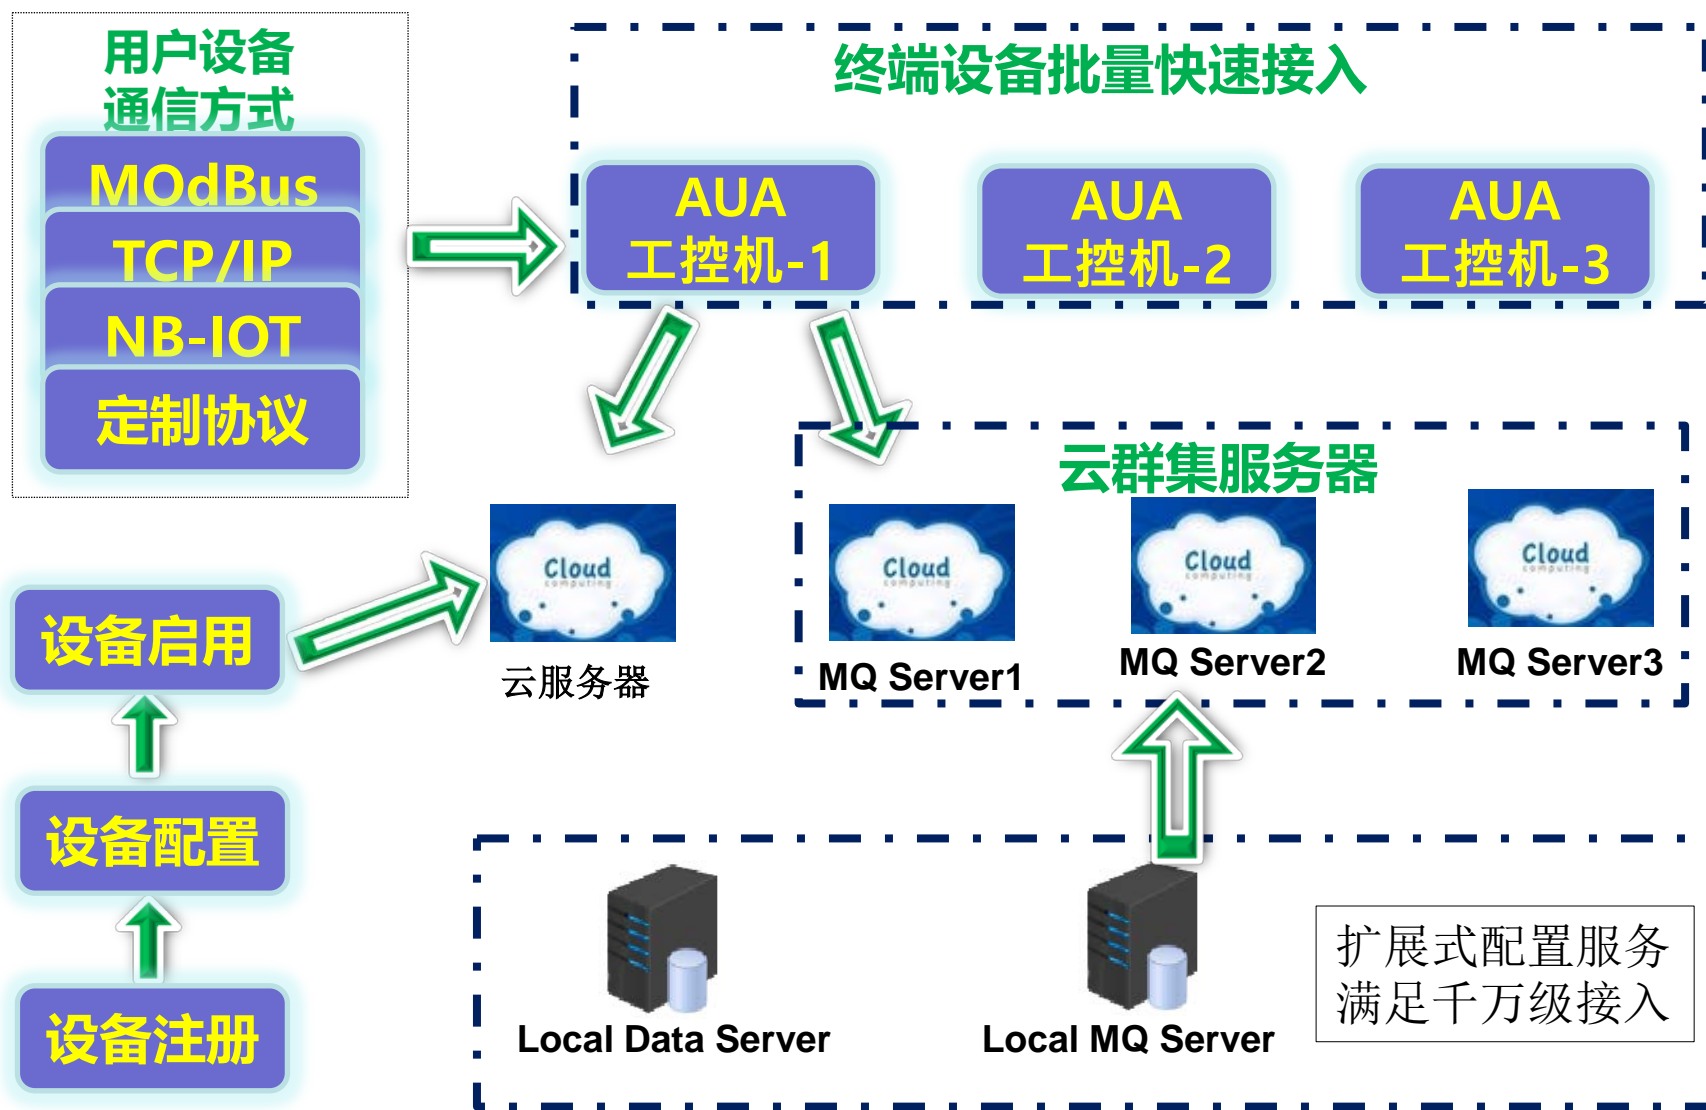 用户设备
通信方式
MOdBus
TCP/IP
NB-IOT
定制协议
终端设备批量快速接入
AUA
工控机-1
AUA
工控机-2
AUA
工控机-3
云群集服务器
Cloud
computing
云服务器
Cloud
computing
MQ Server1
Cloud
computing
MQ Server2
Cloud
computing
MQ Server3
设备启用
设备配置
设备注册
Local Data Server
Local MQ Server
扩展式配置服务
满足千万级接入